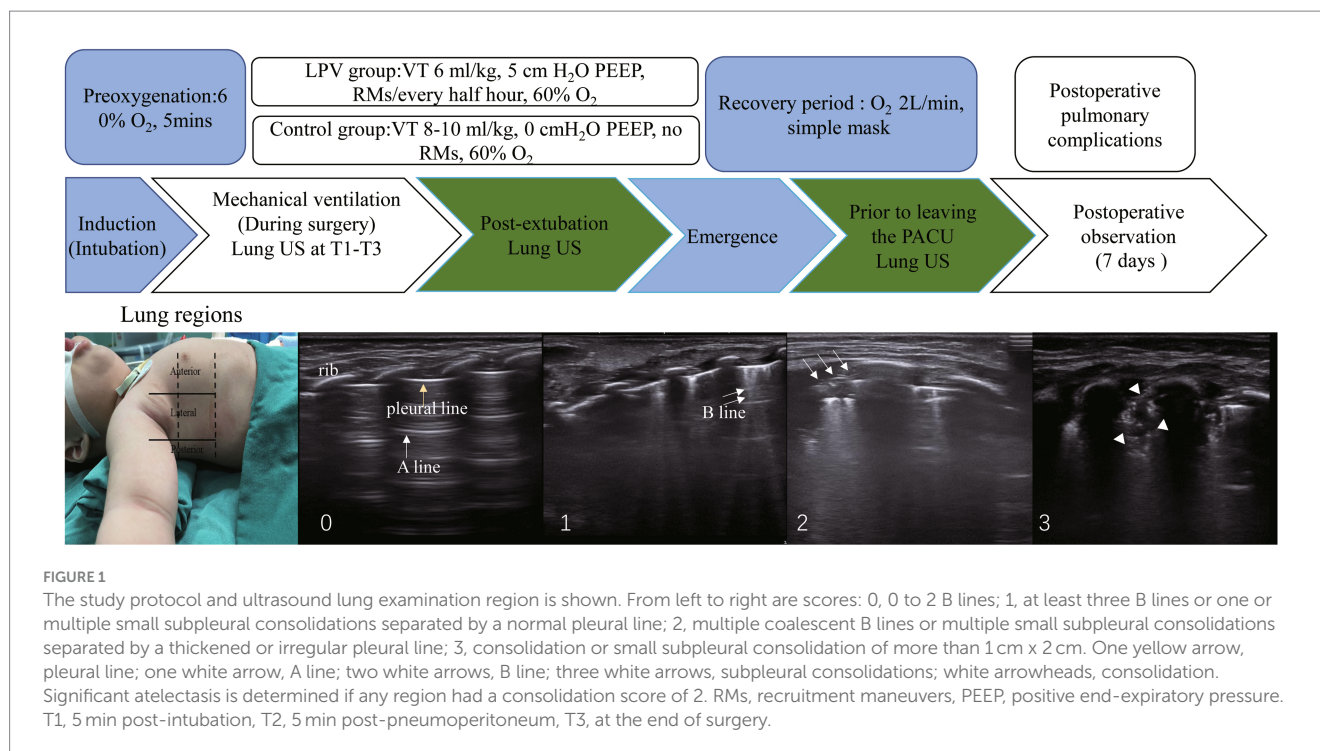 Preoxygenation:6
0% O₂, 5mins
LPV group:VT 6 ml/kg, 5 cm H₂O PEEP,
RMs/every half hour, 60% O₂
Control group:VT 8-10 ml/kg, 0 cmH₂O PEEP, no
RMs, 60% O₂
Recovery period : O₂ 2L/min,
simple mask
Postoperative
pulmonary
complications
Induction
(Intubation)
Mechanical ventilation
(During surgery)
Lung US at T1-T3
Post-extubation
Lung US
Emergence
Prior to leaving
the PACU
Lung US
Postoperative
observation
(7 days )
Lung regions
Anterior
Lateral
Posterior
rib
pleural line
A line
0
B line
1
2
3
FIGURE 1
The study protocol and ultrasound lung examination region is shown. From left to right are scores: 0, 0 to 2 B lines; 1, at least three B lines or one or
multiple small subpleural consolidations separated by a normal pleural line; 2, multiple coalescent B lines or multiple small subpleural consolidations
separated by a thickened or irregular pleural line; 3, consolidation or small subpleural consolidation of more than 1 cm x 2 cm. One yellow arrow,
pleural line; one white arrow, A line; two white arrows, B line; three white arrows, subpleural consolidations; white arrowheads, consolidation.
Significant atelectasis is determined if any region had a consolidation score of 2. RMs, recruitment maneuvers, PEEP, positive end-expiratory pressure.
T1, 5 min post-intubation, T2, 5 min post-pneumoperitoneum, T3, at the end of surgery.